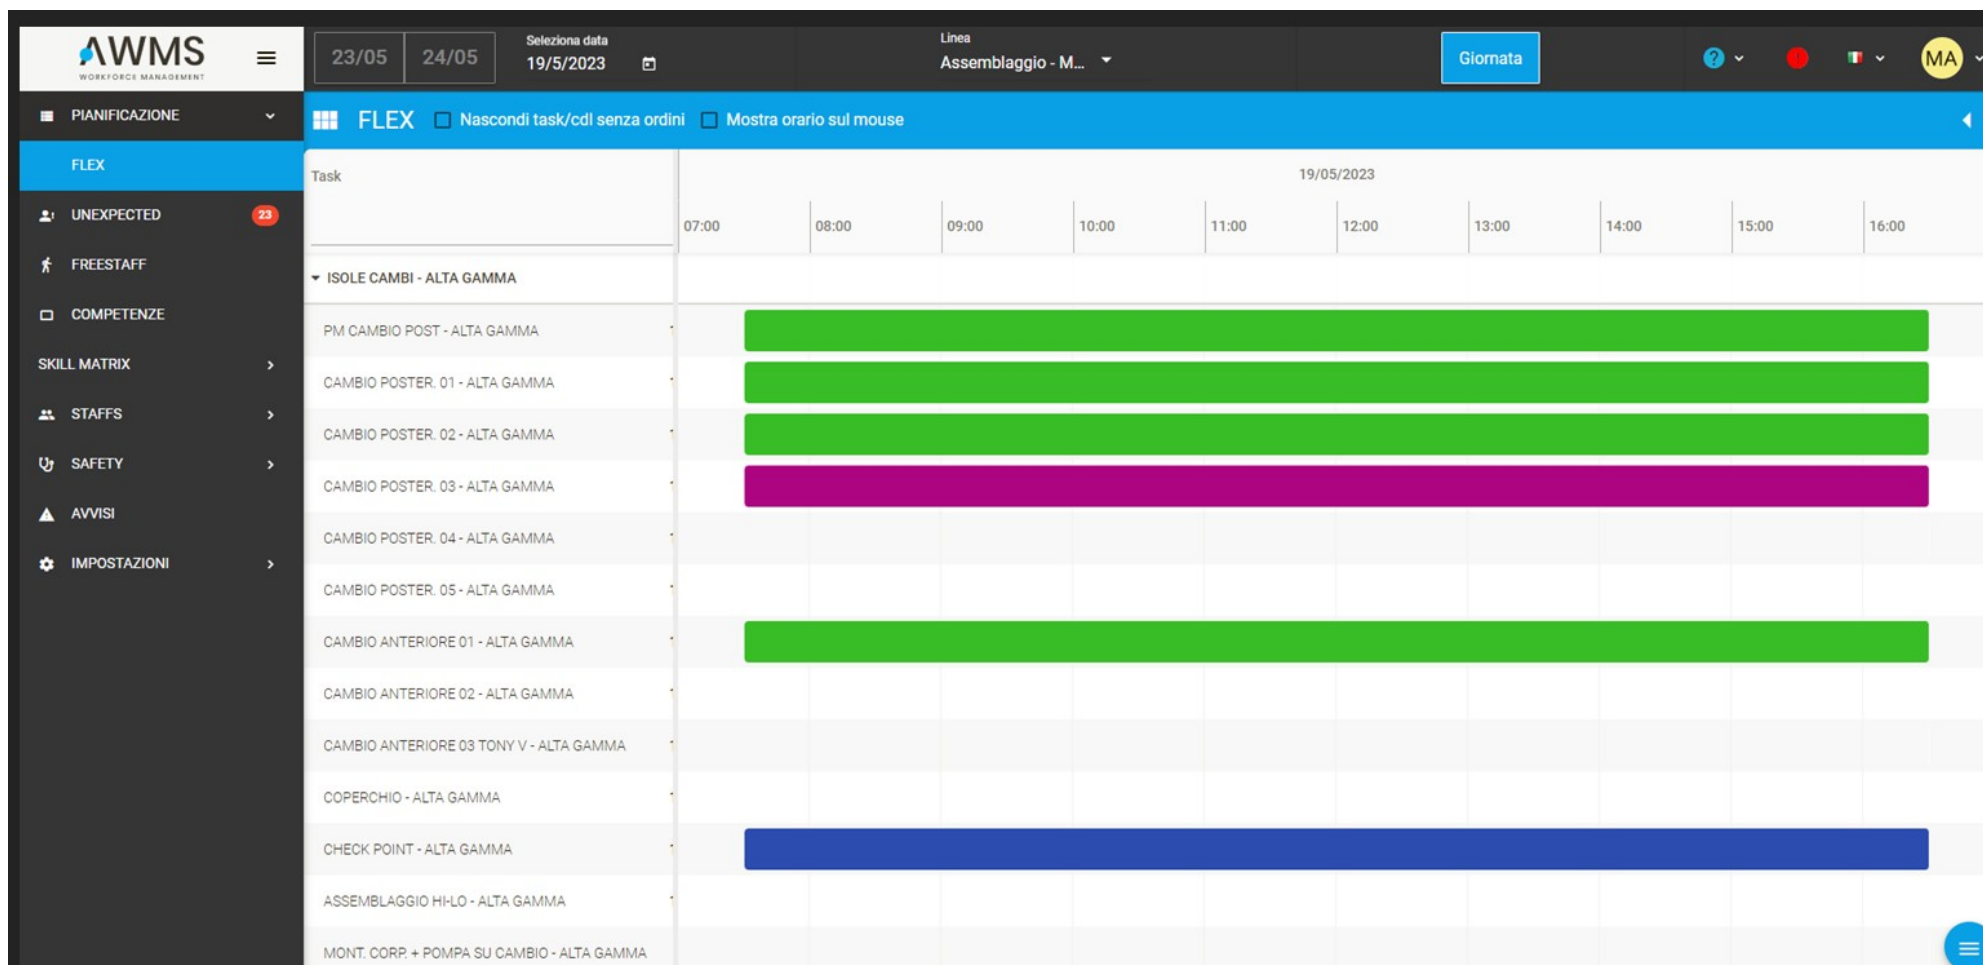 AWMS
WORKFORCE MANAGEMENT
23/05
24/05
Seleziona data
19/5/2023
Linea
Assemblaggio - M...
Giornata
MA
PIANIFICAZIONE
FLEX
UNEXPECTED
23
FREESTAFF
COMPETENZE
SKILL MATRIX
STAFFS
SAFETY
AVVISI
IMPOSTAZIONI
FLEX
Nascondi task/cdl senza ordini
Mostra orario sul mouse
Task
19/05/2023
07:00 08:00 09:00 10:00 11:00 12:00 13:00 14:00 15:00 16:00
ISOLE CAMBI - ALTA GAMMA
PM CAMBIO POST - ALTA GAMMA
CAMBIO POSTER. 01 - ALTA GAMMA
CAMBIO POSTER. 02 - ALTA GAMMA
CAMBIO POSTER. 03 - ALTA GAMMA
CAMBIO POSTER. 04 - ALTA GAMMA
CAMBIO POSTER. 05 - ALTA GAMMA
CAMBIO ANTERIORE 01 - ALTA GAMMA
CAMBIO ANTERIORE 02 - ALTA GAMMA
CAMBIO ANTERIORE 03 TONY V - ALTA GAMMA
COPERCHIO - ALTA GAMMA
CHECK POINT - ALTA GAMMA
ASSEMBLAGGIO HI-LO - ALTA GAMMA
MONT. CORP. + POMPA SU CAMBIO - ALTA GAMMA